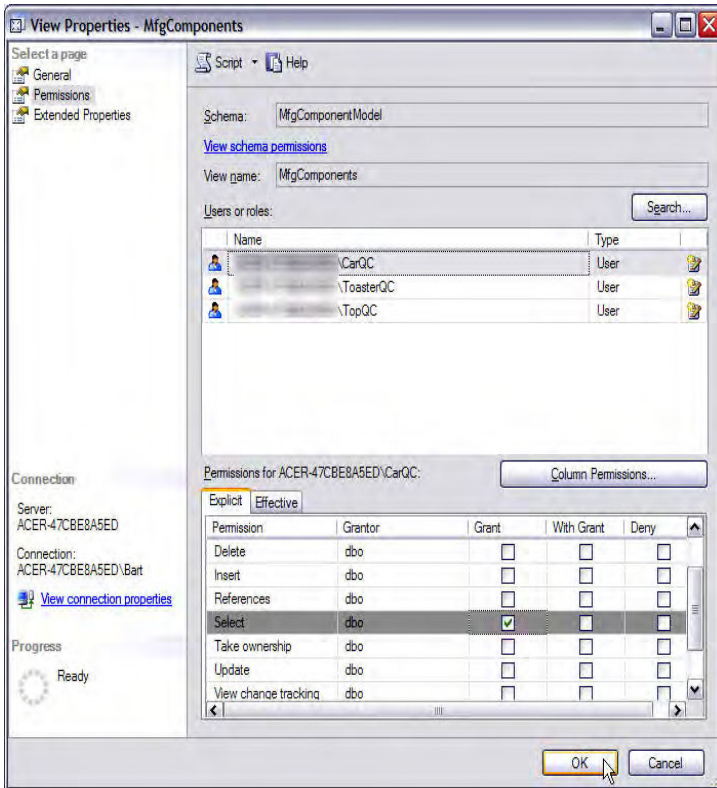 View Properties - MfgComponents
Select a page
General
Permissions
Extended Properties
Script Help
Schema: MfgComponentModel
View schema permissions
View name: MfgComponents
Users or roles: Search...
Name Type
\CarQC User
\ToasterQC User
\TopQC User
Connection
Server:
ACER-47CBE8A5ED
Connection:
ACER-47CBE8A5ED\Bart
View connection properties
Progress
Ready
Permissions for ACER-47CBE8A5ED\CarQC: Column Permissions...
Explicit Effective
Permission Grantor Grant With Grant Deny
Delete dbo
Insert dbo
References dbo
Select dbo
Take ownership dbo
Update dbo
View change tracking dbo
OK Cancel